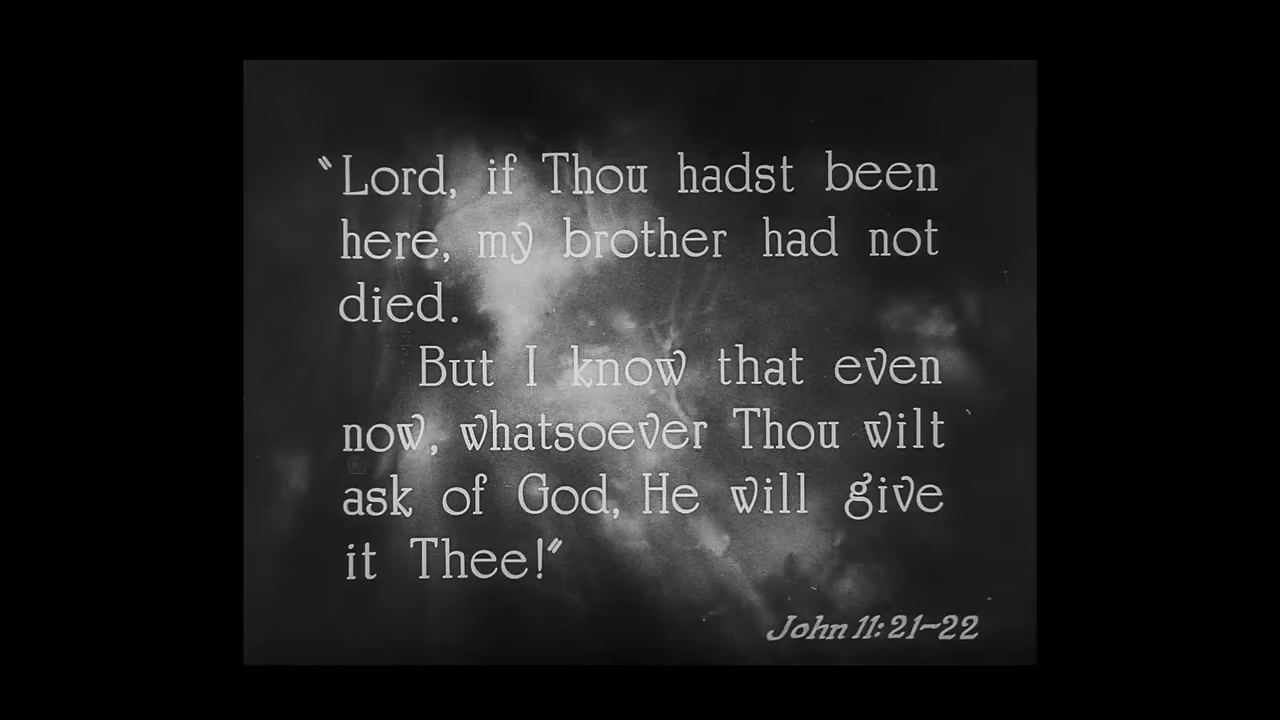 "Lord, if Thou hadst been
here, my brother had not
died.
But I know that even
now, whatsoever Thou wilt
ask of God, He will give
it Thee!"
John 11:21-22